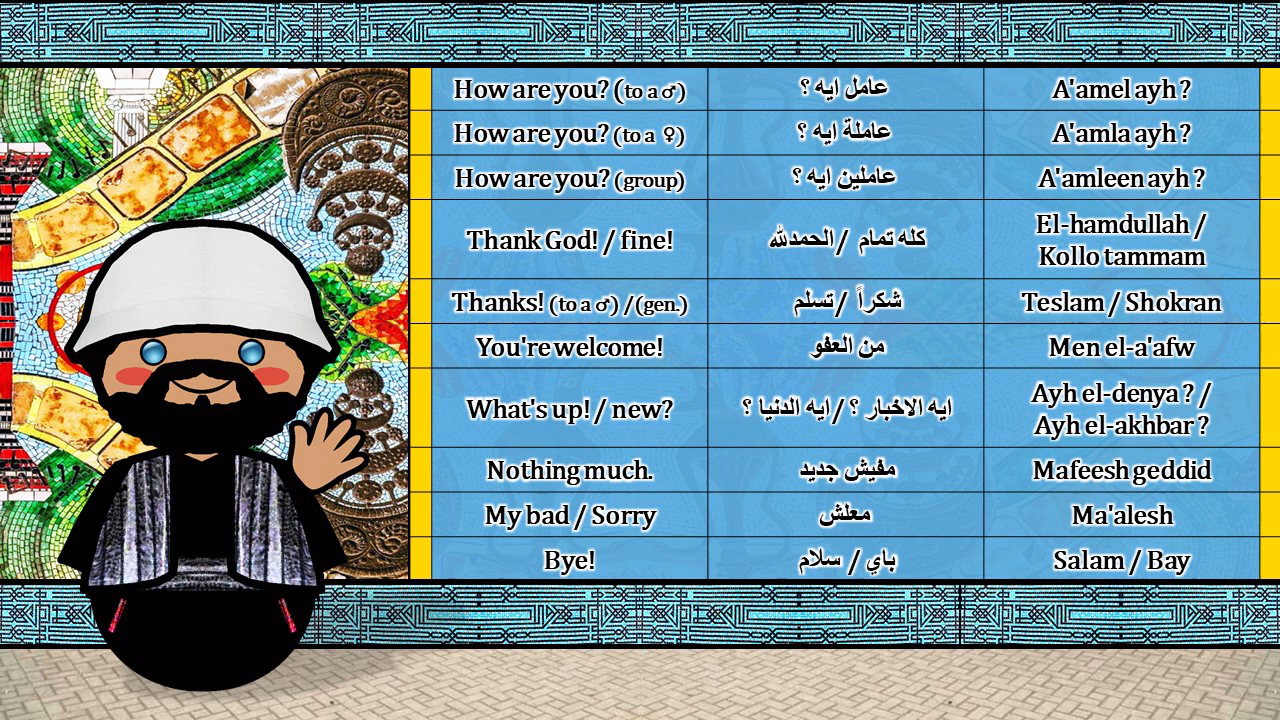 How are you? (to a ♂) عامل ايه ؟ A'amel ayh ?
How are you? (to a ♀) عاملة ايه ؟ A'amla ayh ?
How are you? (group) عاملين ايه ؟ A'amleen ayh ?
Thank God! / fine! الحمدلله / كله تمام El-hamdullah /
Kollo tammam
Thanks! (to a ♂) / (gen.) تسلم / شكراً Teslam / Shokran
You're welcome! من العفو Men el-a'afw
What's up! / new? ايه الدنيا ؟ / ايه الاخبار ؟ Ayh el-denya ? /
Ayh el-akhbar ?
Nothing much. مفيش جديد Mafeesh geddid
My bad / Sorry معلش Ma'alesh
Bye! سلام / باي Salam / Bay